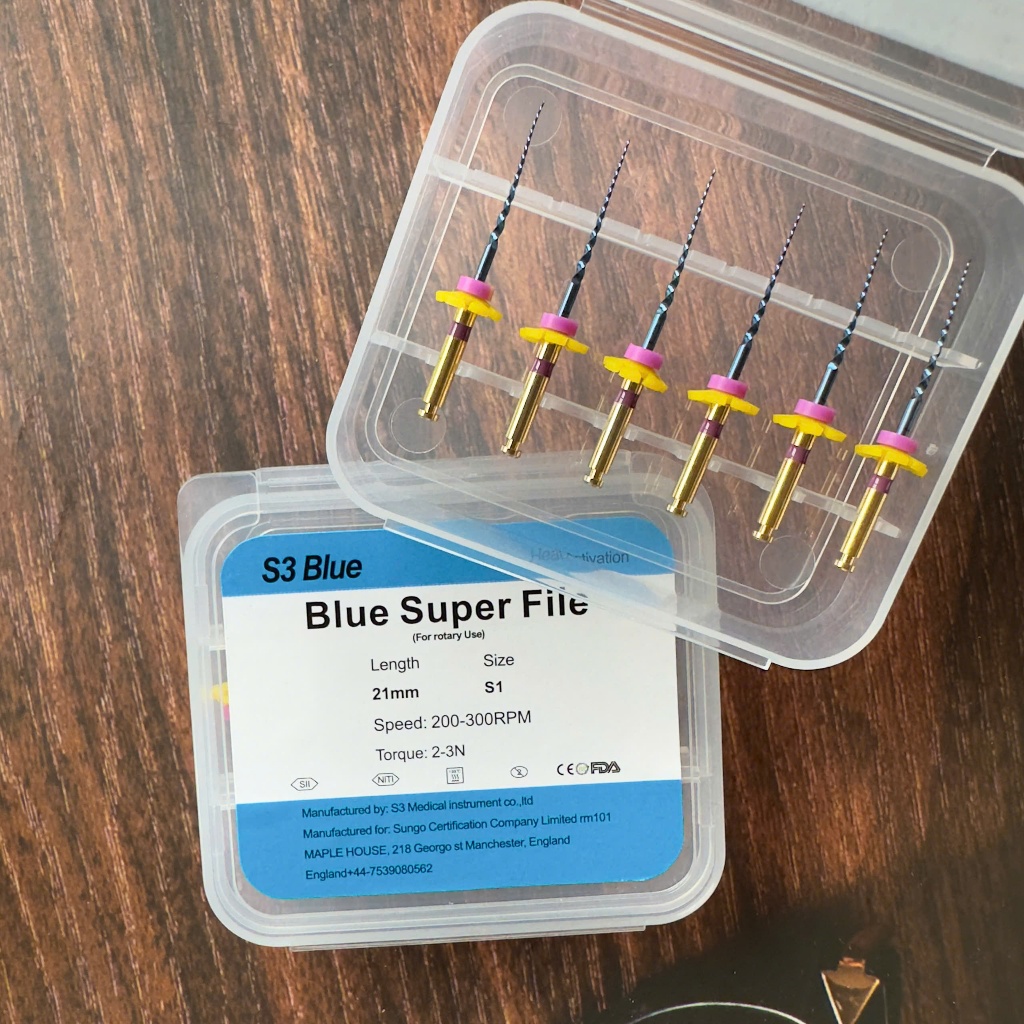 S3 Blue
Blue Super File
(For rotary Use)
Length Size
21mm S1
Speed: 200-300RPM
Torque: 2-3N
SII NiTi CE FDA
Manufactured by: S3 Medical instrument co.,ltd
Manufactured for: Sungo Certification Company Limited rm101
MAPLE HOUSE, 218 Georgo st Manchester, England
England+44-7539080562